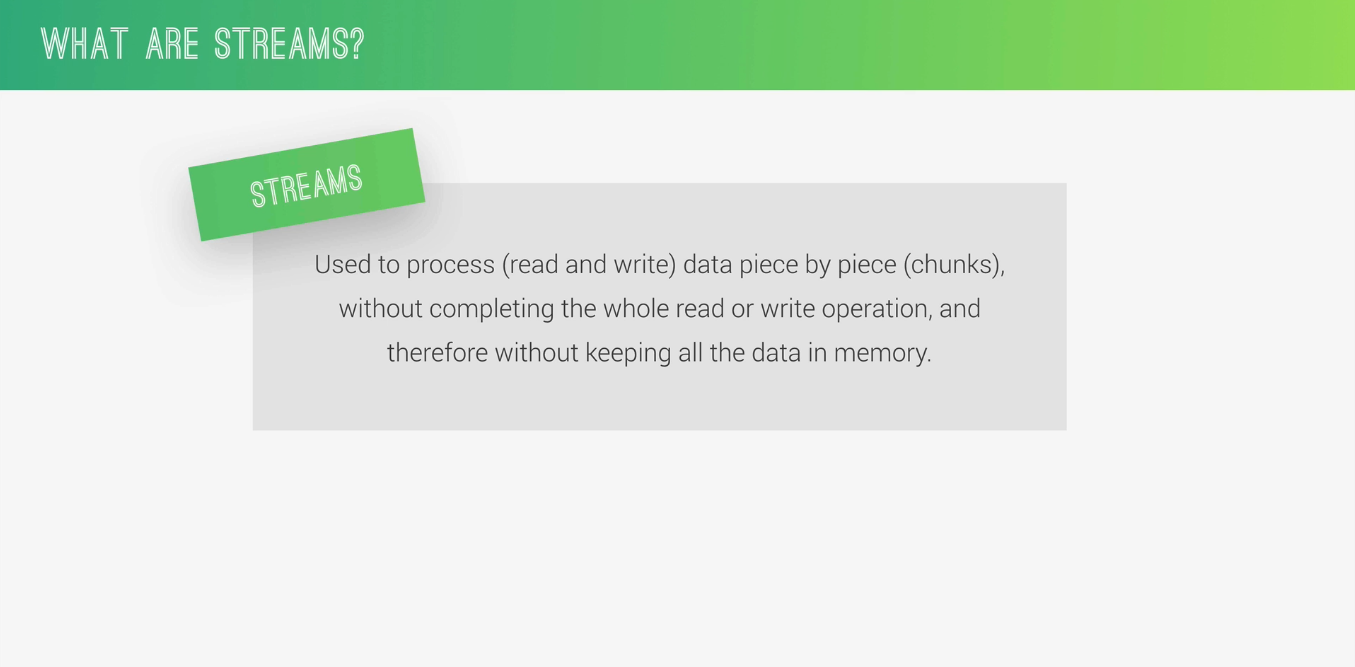 WHAT ARE STREAMS?
STREAMS
Used to process (read and write) data piece by piece (chunks),
without completing the whole read or write operation, and
therefore without keeping all the data in memory.